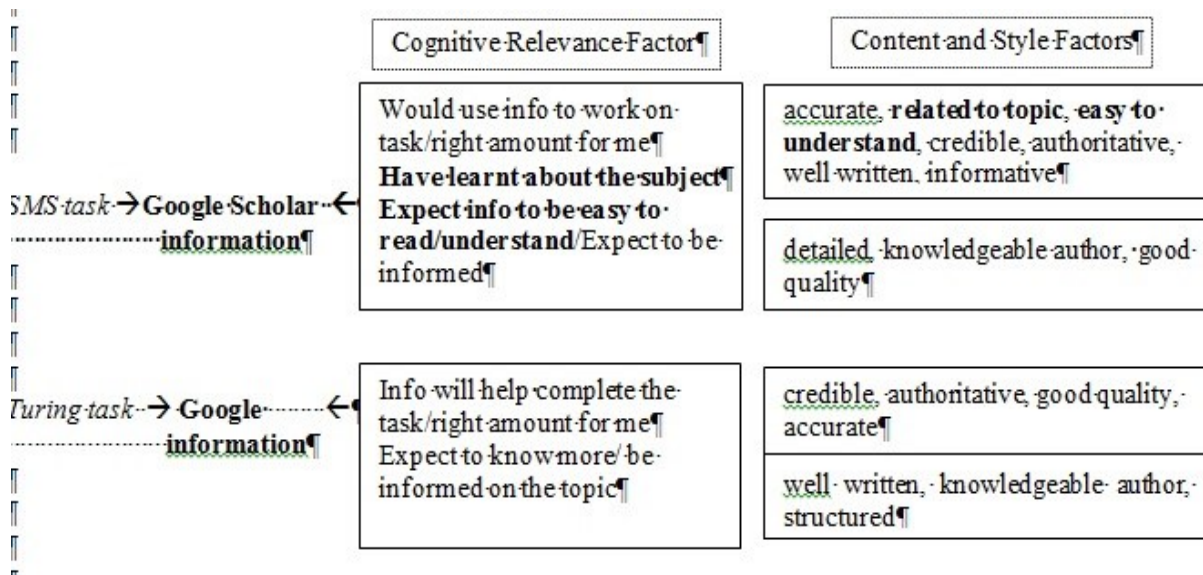 Cognitive Relevance Factor¶
Content and Style Factors¶
Would use info to work on
task/right amount for me¶
Have learnt about the subject¶
Expect info to be easy to
read/understand/Expect to be
informed¶
accurate, related to topic, easy to
understand, credible, authoritative,
well written, informative¶
SMS task → Google Scholar ←¶
information¶
detailed, knowledgeable author, good
quality¶
Turing task → Google ←¶
information¶
Info will help complete the
task/right amount for me¶
Expect to know more/ be
informed on the topic¶
credible, authoritative, good quality,
accurate¶
well written, knowledgeable author,
structured¶